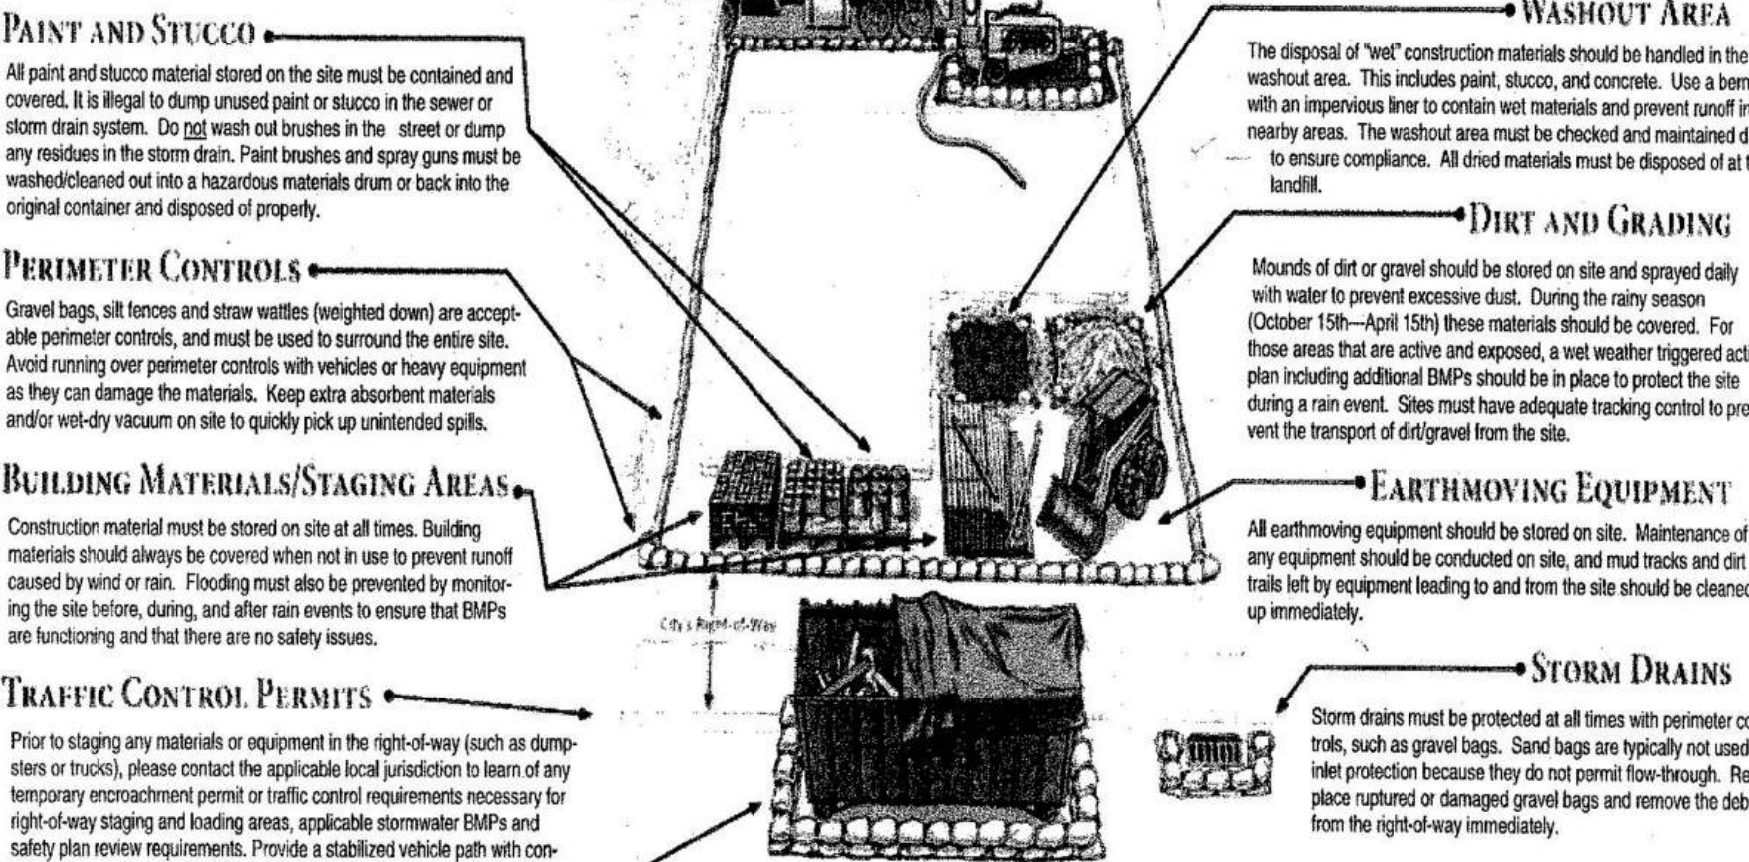 PAINT AND STUCCO
All paint and stucco material stored on the site must be contained and
covered. It is illegal to dump unused paint or stucco in the sewer or
storm drain system. Do not wash out brushes in the street or dump
any residues in the storm drain. Paint brushes and spray guns must be
washed/cleaned out into a hazardous materials drum or back into the
original container and disposed of properly.
PERIMETER CONTROLS
Gravel bags, silt fences and straw wattles (weighted down) are accept-
able perimeter controls, and must be used to surround the entire site.
Avoid running over perimeter controls with vehicles or heavy equipment
as they can damage the materials. Keep extra absorbent materials
and/or wet-dry vacuum on site to quickly pick up unintended spills.
BUILDING MATERIALS/STAGING AREAS
Construction material must be stored on site at all times. Building
materials should always be covered when not in use to prevent runoff
caused by wind or rain. Flooding must also be prevented by monitor-
ing the site before, during, and after rain events to ensure that BMPs
are functioning and that there are no safety issues.
TRAFFIC CONTROL PERMITS
Prior to staging any materials or equipment in the right-of-way (such as dump-
sters or trucks), please contact the applicable local jurisdiction to learn of any
temporary encroachment permit or traffic control requirements necessary for
right-of-way staging and loading areas, applicable stormwater BMPs and
safety plan review requirements. Provide a stabilized vehicle path with con-
City's Right-of-Way
WASHOUT AREA
The disposal of "wet" construction materials should be handled in the
washout area. This includes paint, stucco, and concrete. Use a berm
with an impervious liner to contain wet materials and prevent runoff in
nearby areas. The washout area must be checked and maintained d
to ensure compliance. All dried materials must be disposed of at t
landfill.
DIRT AND GRADING
Mounds of dirt or gravel should be stored on site and sprayed daily
with water to prevent excessive dust. During the rainy season
(October 15th—April 15th) these materials should be covered. For
those areas that are active and exposed, a wet weather triggered acti
plan including additional BMPs should be in place to protect the site
during a rain event. Sites must have adequate tracking control to pre
vent the transport of dirt/gravel from the site.
EARTHMOVING EQUIPMENT
All earthmoving equipment should be stored on site. Maintenance of
any equipment should be conducted on site, and mud tracks and dirt
trails left by equipment leading to and from the site should be cleaned
up immediately.
STORM DRAINS
Storm drains must be protected at all times with perimeter co
trols, such as gravel bags. Sand bags are typically not used
inlet protection because they do not permit flow-through. Re
place ruptured or damaged gravel bags and remove the deb
from the right-of-way immediately.